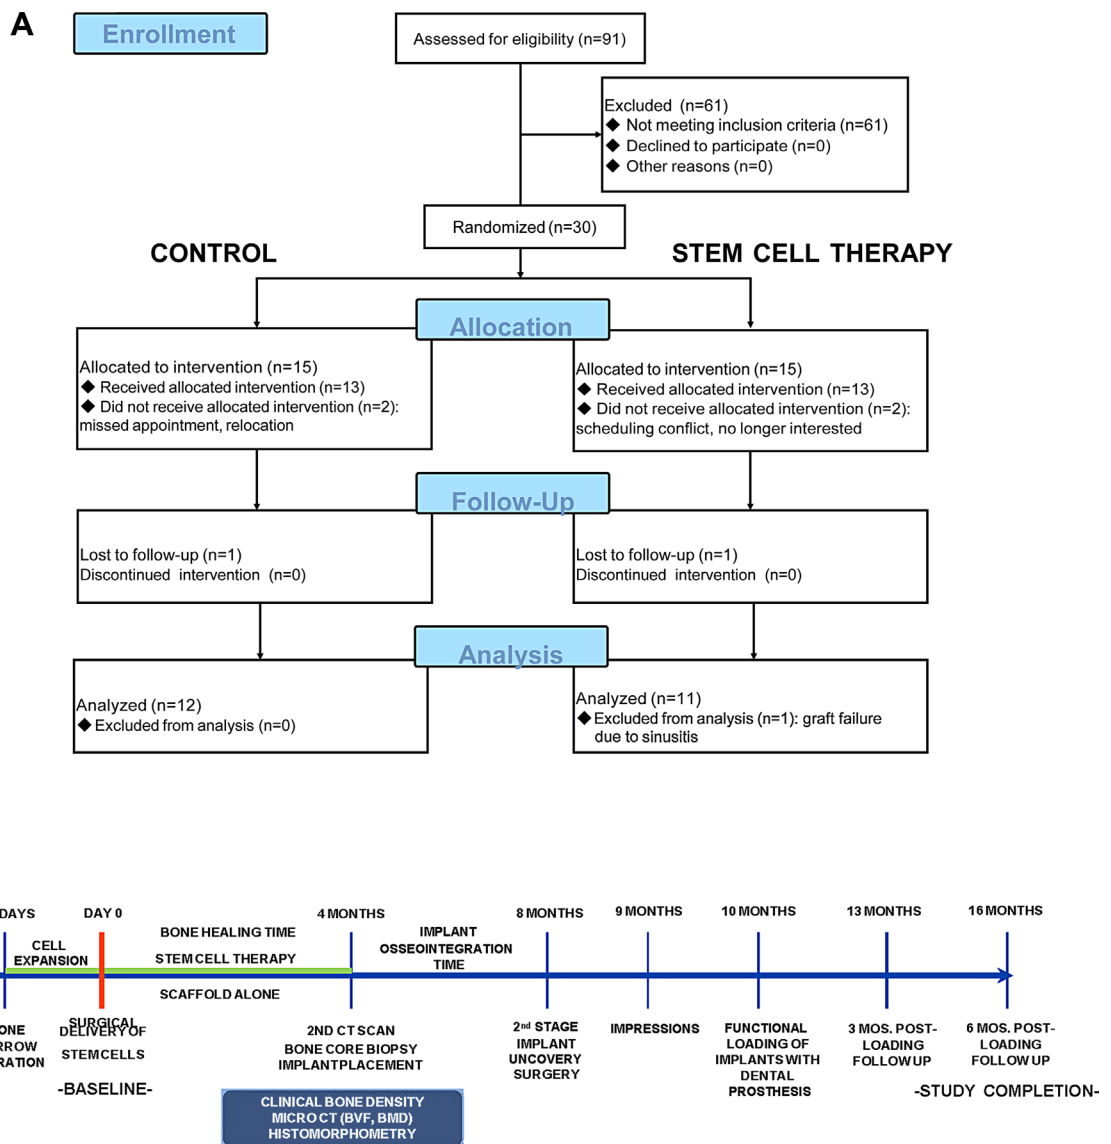 A
Enrollment
Assessed for eligibility (n=91)
Excluded (n=61)
◆ Not meeting inclusion criteria (n=61)
◆ Declined to participate (n=0)
◆ Other reasons (n=0)
Randomized (n=30)
CONTROL
STEM CELL THERAPY
Allocation
Allocated to intervention (n=15)
◆ Received allocated intervention (n=13)
◆ Did not receive allocated intervention (n=2):
missed appointment, relocation
Allocated to intervention (n=15)
◆ Received allocated intervention (n=13)
◆ Did not receive allocated intervention (n=2):
scheduling conflict, no longer interested
Follow-Up
Lost to follow-up (n=1)
Discontinued intervention (n=0)
Lost to follow-up (n=1)
Discontinued intervention (n=0)
Analysis
Analyzed (n=12)
◆ Excluded from analysis (n=0)
Analyzed (n=11)
◆ Excluded from analysis (n=1): graft failure
due to sinusitis
DAYS
DAY 0
4 MONTHS
8 MONTHS
9 MONTHS
10 MONTHS
13 MONTHS
16 MONTHS
CELL
EXPANSION
BONE HEALING TIME
STEM CELL THERAPY
SCAFFOLD ALONE
IMPLANT
OSSEOINTEGRATION
TIME
ONE
RROW
RATION
SURGICAL
DELIVERY OF
STEM CELLS
-BASELINE-
2ND CT SCAN
BONE CORE BIOPSY
IMPLANT PLACEMENT
CLINICAL BONE DENSITY
MICRO CT (BVF, BMD)
HISTOMORPHOMETRY
2nd STAGE
IMPLANT
UNCOVERY
SURGERY
IMPRESSIONS
FUNCTIONAL
LOADING OF
IMPLANTS WITH
DENTAL
PROSTHESIS
3 MOS. POST-
LOADING
FOLLOW UP
6 MOS. POST-
LOADING
FOLLOW UP
-STUDY COMPLETION-